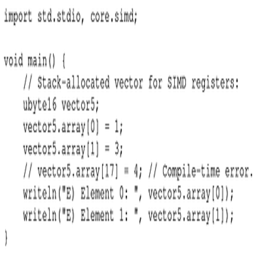 import std.stdio, core.simd;

void main() {
    // Stack-allocated vector for SIMD registers:
    ubyte16 vector5;
    vector5.array[0] = 1;
    vector5.array[1] = 3;
    // vector5.array[17] = 4; // Compile-time error.
    writeln("E) Element 0: ", vector5.array[0]);
    writeln("E) Element 1: ", vector5.array[1]);
}